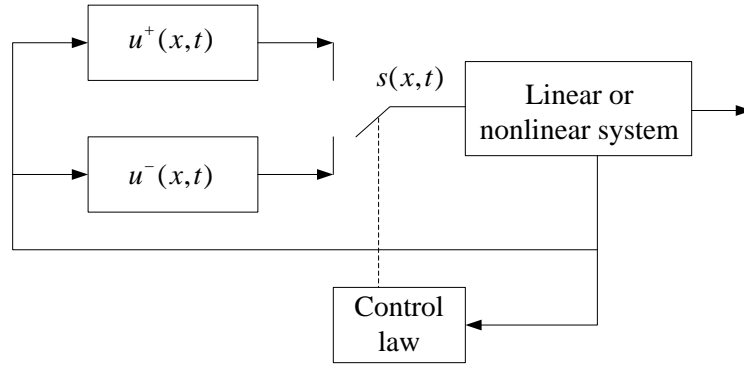 u⁺(x,t)
s(x,t)
Linear or
nonlinear system
u⁻(x,t)
Control
law